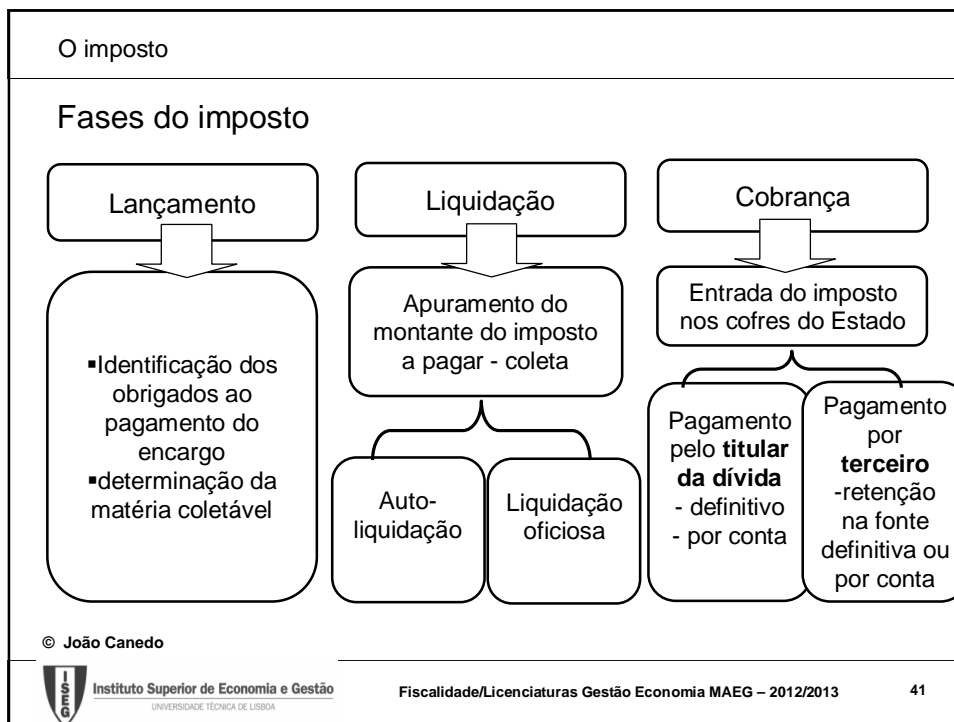 O imposto
Fases do imposto
Lançamento
▪Identificação dos
obrigados ao
pagamento do
encargo
▪determinação da
matéria coletável
Liquidação
Apuramento do
montante do imposto
a pagar - coleta
Auto-
liquidação
Liquidação
oficiosa
Cobrança
Entrada do imposto
nos cofres do Estado
Pagamento
pelo titular
da dívida
- definitivo
- por conta
Pagamento
por
terceiro
-retenção
na fonte
definitiva ou
por conta
© João Canedo
ISEG
Instituto Superior de Economia e Gestão
UNIVERSIDADE TÉCNICA DE LISBOA
Fiscalidade/Licenciaturas Gestão Economia MAEG – 2012/2013
41